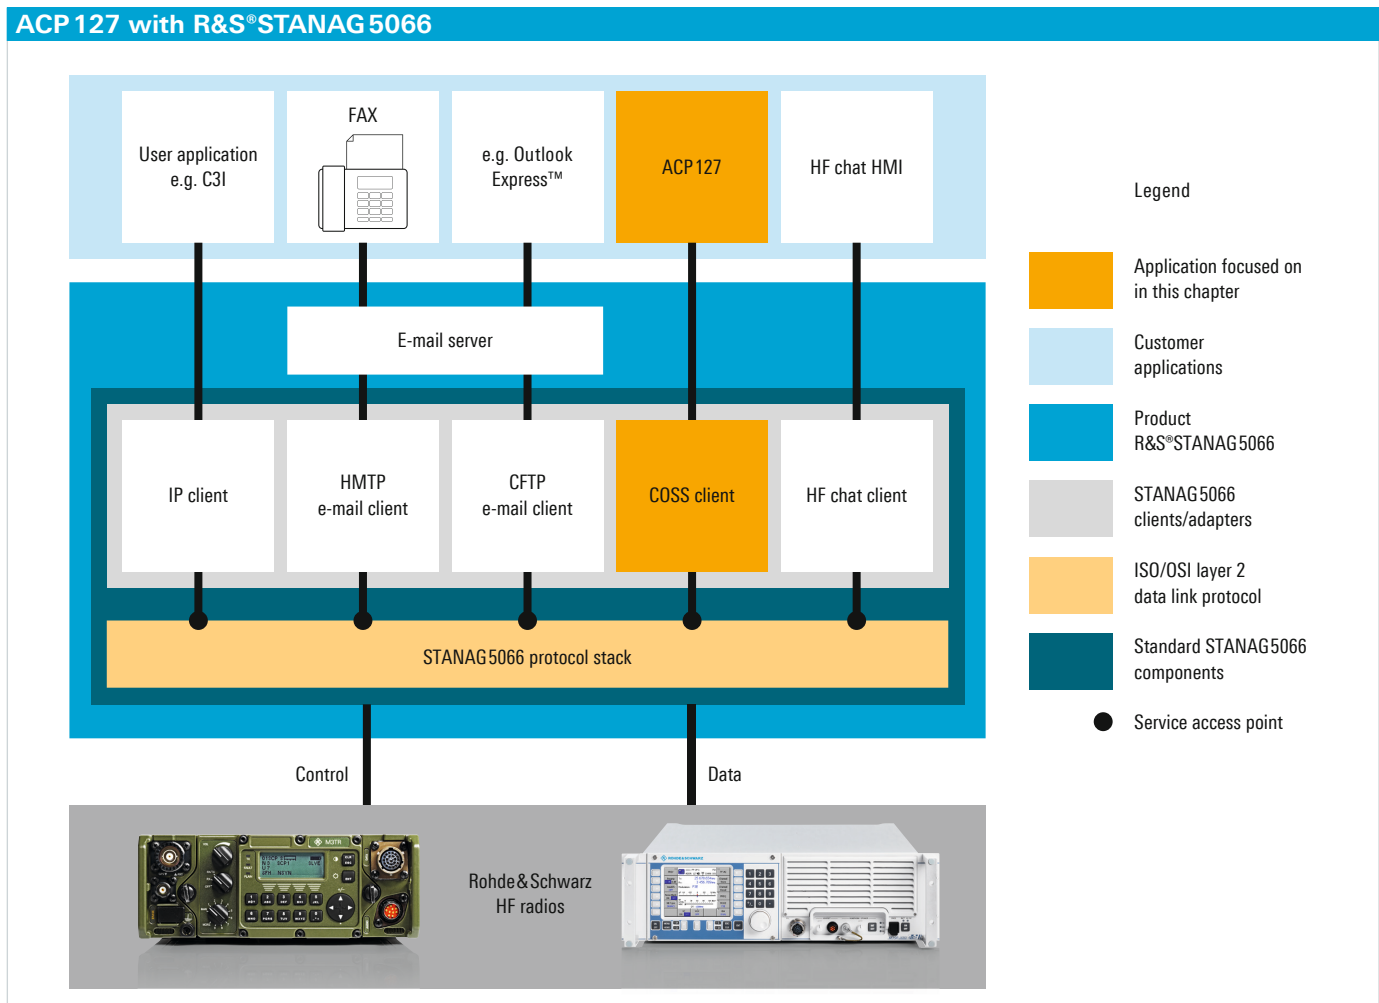 ACP 127 with R&S®STANAG 5066
User application
e.g. C3I
FAX
e.g. Outlook
Express™
ACP 127
HF chat HMI
E-mail server
IP client
HMTP
e-mail client
CFTP
e-mail client
COSS client
HF chat client
STANAG 5066 protocol stack
Control
Data
M3TR
ROHDE & SCHWARZ
Rohde & Schwarz
HF radios
Legend
Application focused on
in this chapter
Customer
applications
Product
R&S®STANAG 5066
STANAG 5066
clients/adapters
ISO/OSI layer 2
data link protocol
Standard STANAG 5066
components
Service access point